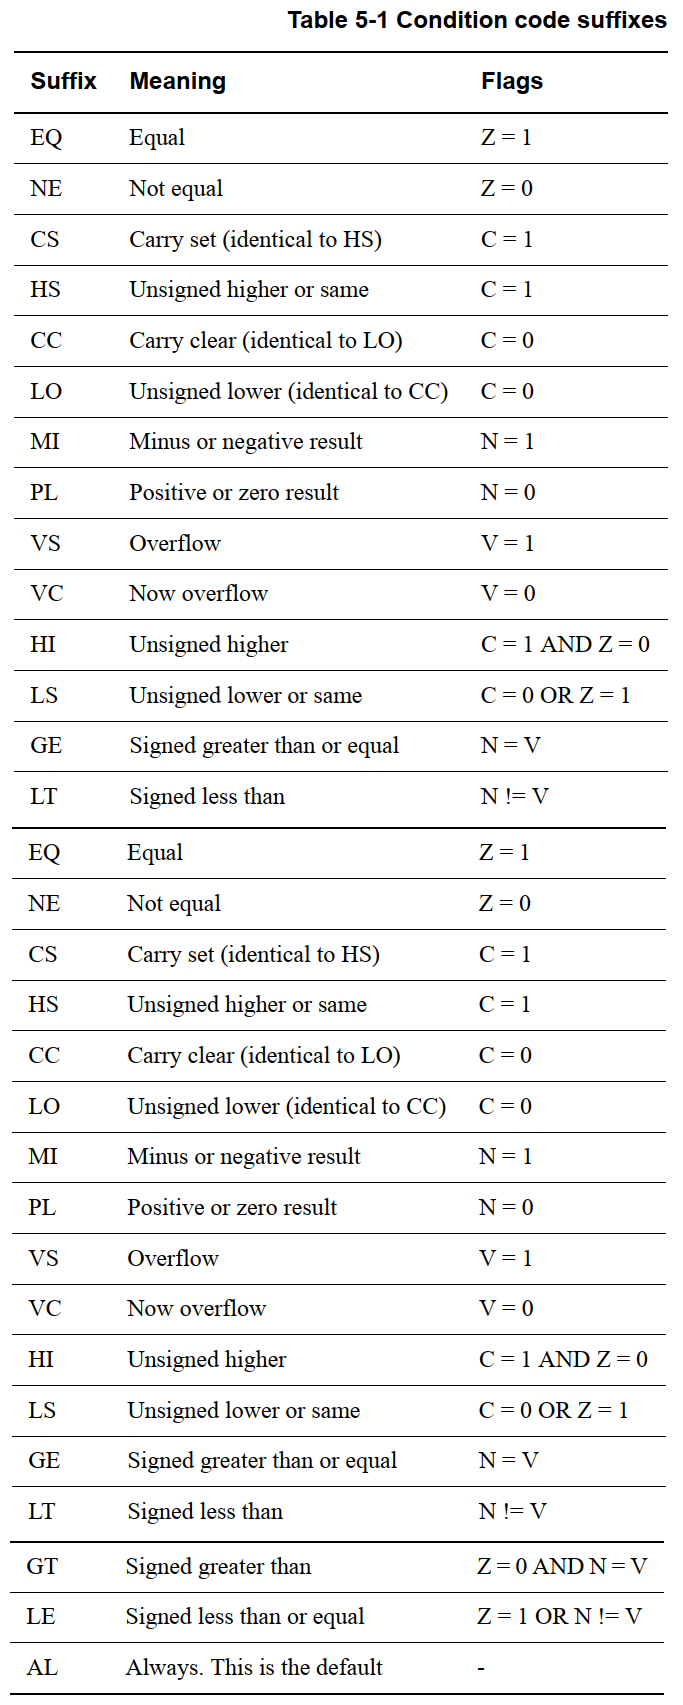 Table 5-1 Condition code suffixes
Suffix Meaning Flags
EQ Equal Z = 1
NE Not equal Z = 0
CS Carry set (identical to HS) C = 1
HS Unsigned higher or same C = 1
CC Carry clear (identical to LO) C = 0
LO Unsigned lower (identical to CC) C = 0
MI Minus or negative result N = 1
PL Positive or zero result N = 0
VS Overflow V = 1
VC Now overflow V = 0
HI Unsigned higher C = 1 AND Z = 0
LS Unsigned lower or same C = 0 OR Z = 1
GE Signed greater than or equal N = V
LT Signed less than N != V
EQ Equal Z = 1
NE Not equal Z = 0
CS Carry set (identical to HS) C = 1
HS Unsigned higher or same C = 1
CC Carry clear (identical to LO) C = 0
LO Unsigned lower (identical to CC) C = 0
MI Minus or negative result N = 1
PL Positive or zero result N = 0
VS Overflow V = 1
VC Now overflow V = 0
HI Unsigned higher C = 1 AND Z = 0
LS Unsigned lower or same C = 0 OR Z = 1
GE Signed greater than or equal N = V
LT Signed less than N != V
GT Signed greater than Z = 0 AND N = V
LE Signed less than or equal Z = 1 OR N != V
AL Always. This is the default -